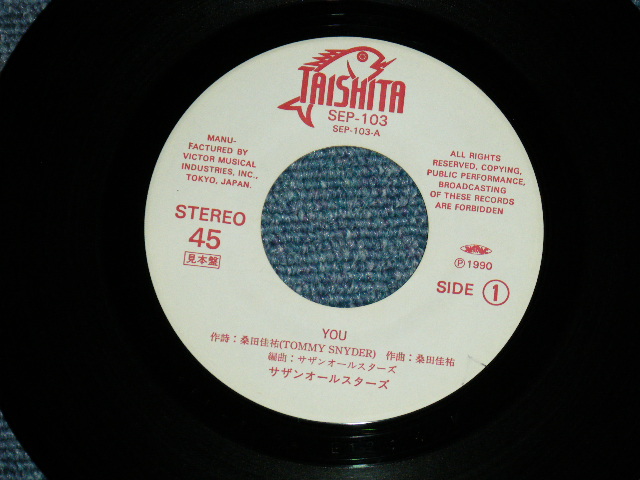 TAISHITA
SEP-103
SEP-103-A
MANU-
FACTURED BY
VICTOR MUSICAL
INDUSTRIES, INC.,
TOKYO, JAPAN.
ALL RIGHTS
RESERVED, COPYING,
PUBLIC PERFORMANCE,
BROADCASTING
OF THESE RECORDS
ARE FORBIDDEN
STEREO
45
見本盤
Ⓟ1990
SIDE ①
YOU
作詩:桑田佳祐(TOMMY SNYDER) 作曲:桑田佳祐
編曲:サザンオールスターズ
サザンオールスターズ